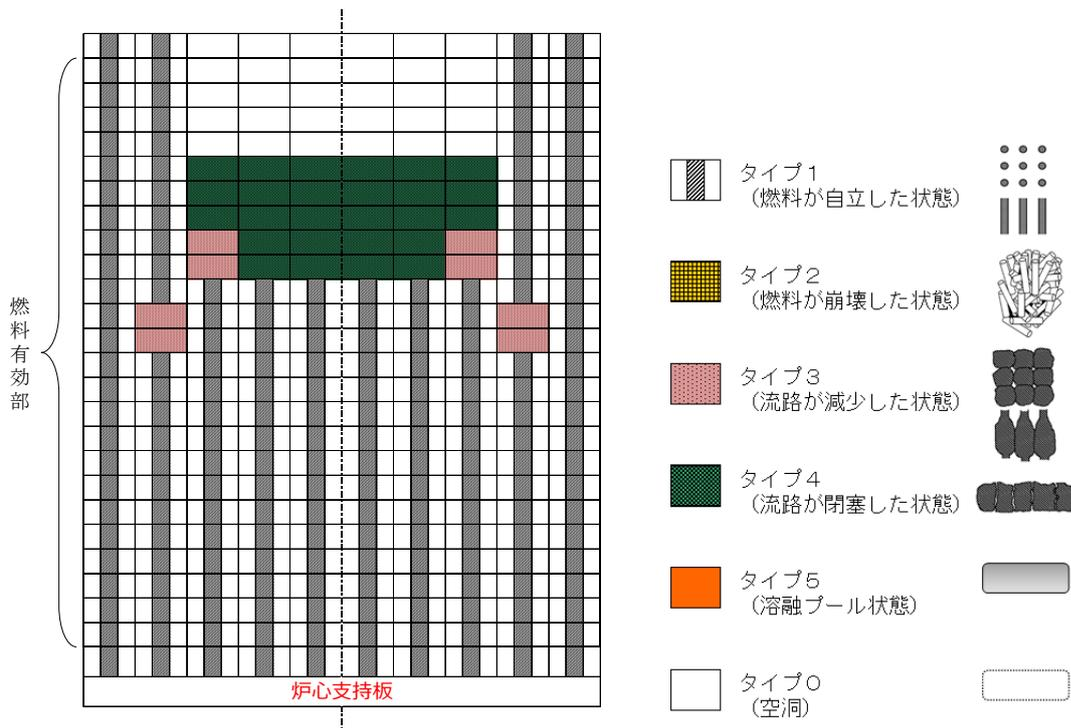 燃料有効部
炉心支持板
タイプ１
（燃料が自立した状態）
タイプ２
（燃料が崩壊した状態）
タイプ３
（流路が減少した状態）
タイプ４
（流路が閉塞した状態）
タイプ５
（溶融プール状態）
タイプ０
（空洞）